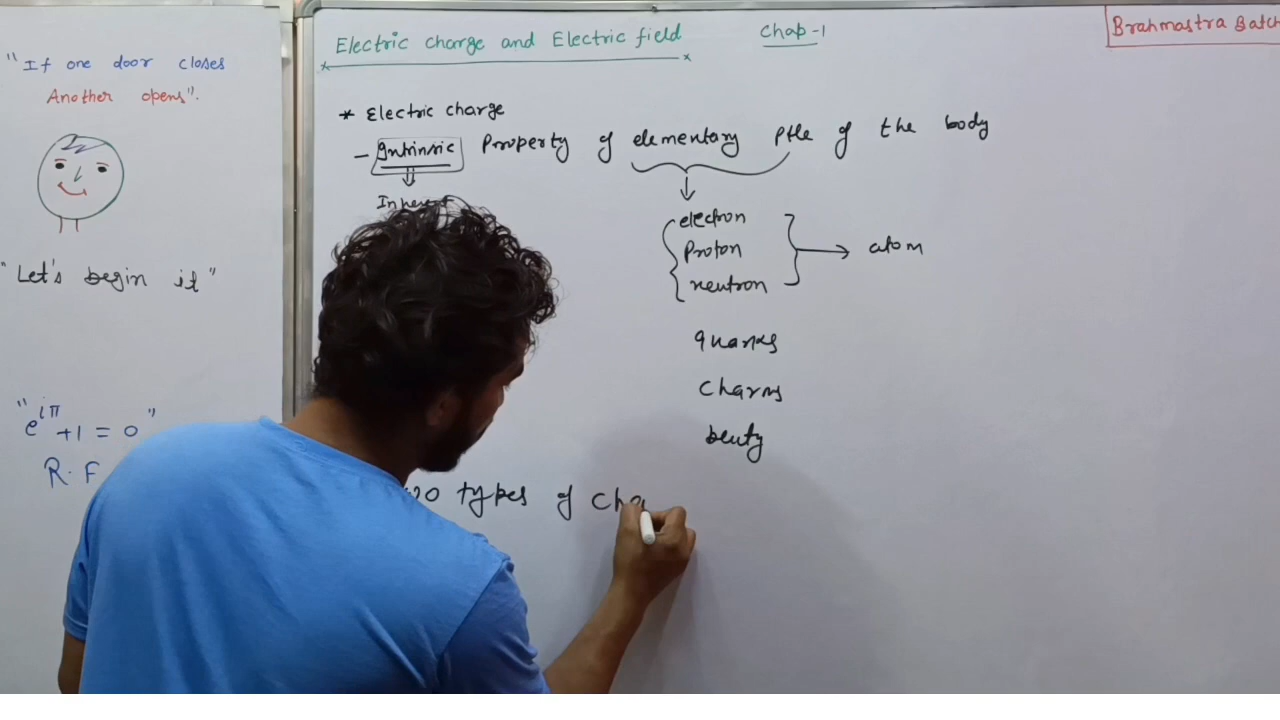 "If one door closes
Another opens".
"Let's begin it"
"e^iπ +1 = 0"
R. F
Electric charge and Electric field
Chap-1
Brahmastra Batch
* Electric charge
- Intrinsic Property of elementary ptle of the body
electron
Proton
neutron
atom
quarks
Charms
beuty
types of Cha